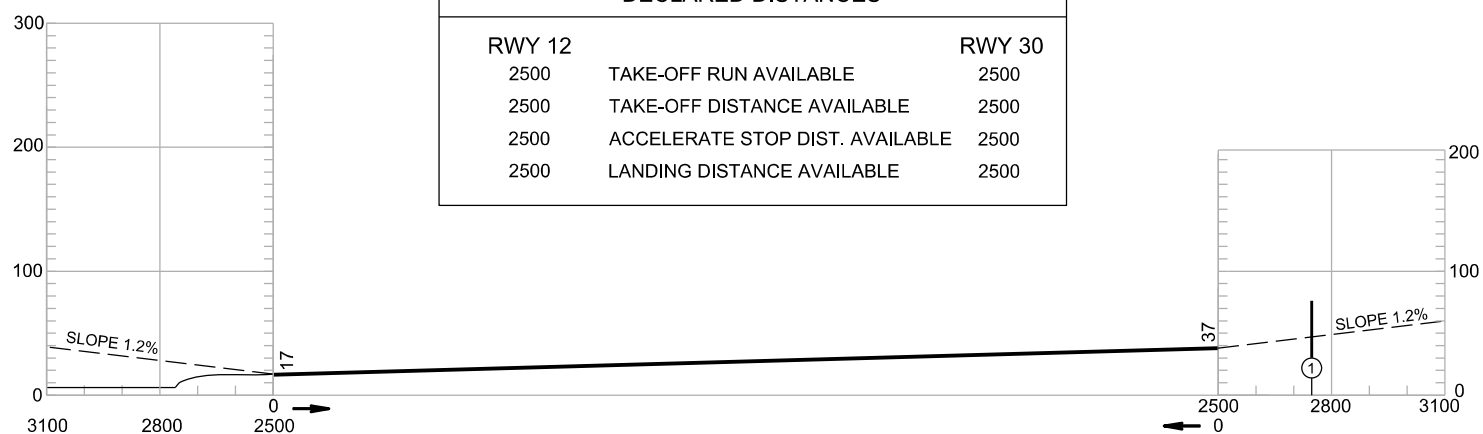 300
200
100
0
SLOPE 1.2%
3100 2800 2500
0
17
RWY 12 RWY 30
2500 TAKE-OFF RUN AVAILABLE 2500
2500 TAKE-OFF DISTANCE AVAILABLE 2500
2500 ACCELERATE STOP DIST. AVAILABLE 2500
2500 LANDING DISTANCE AVAILABLE 2500
37
200
100
0
SLOPE 1.2%
1
2500 2800 3100
0